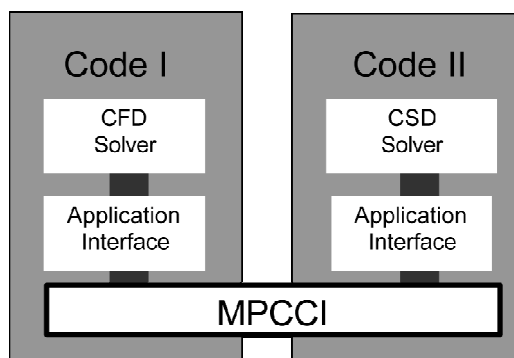 Code I
CFD
Solver
Application
Interface
Code II
CSD
Solver
Application
Interface
MPCCI